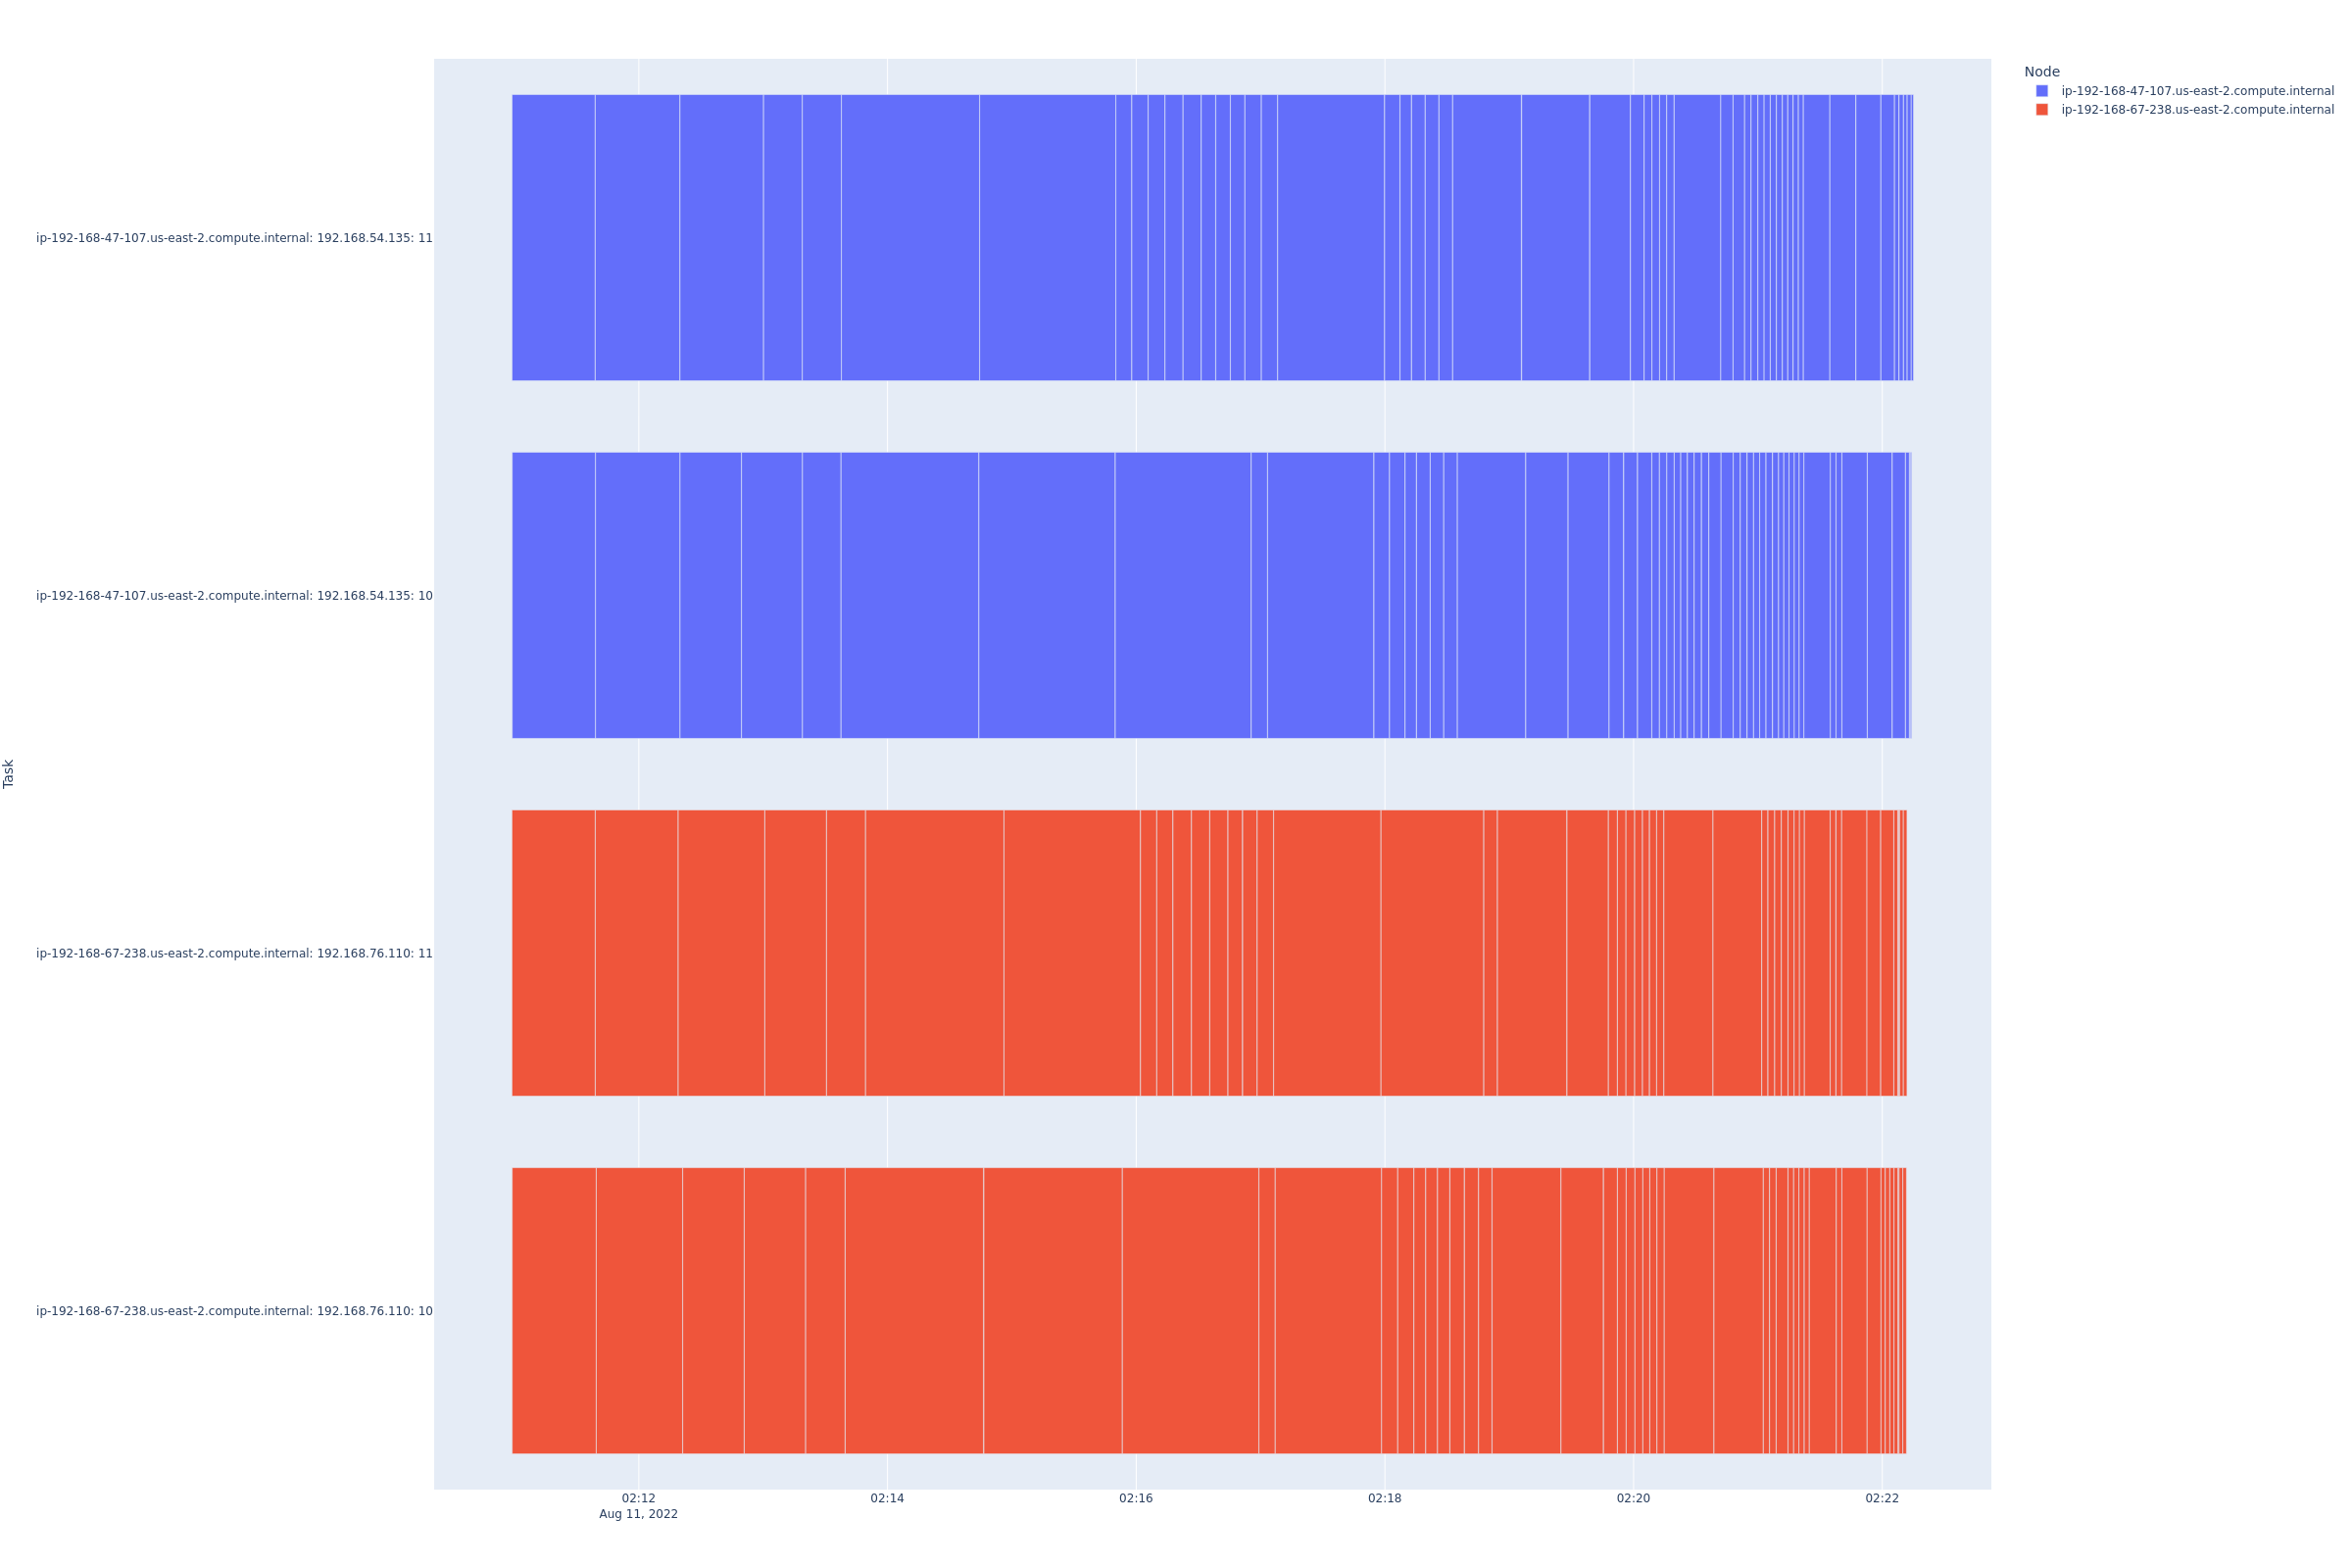 Node
ip-192-168-47-107.us-east-2.compute.internal
ip-192-168-67-238.us-east-2.compute.internal
ip-192-168-47-107.us-east-2.compute.internal: 192.168.54.135: 11
ip-192-168-47-107.us-east-2.compute.internal: 192.168.54.135: 10
Task
ip-192-168-67-238.us-east-2.compute.internal: 192.168.76.110: 11
ip-192-168-67-238.us-east-2.compute.internal: 192.168.76.110: 10
02:12 02:14 02:16 02:18 02:20 02:22
Aug 11, 2022